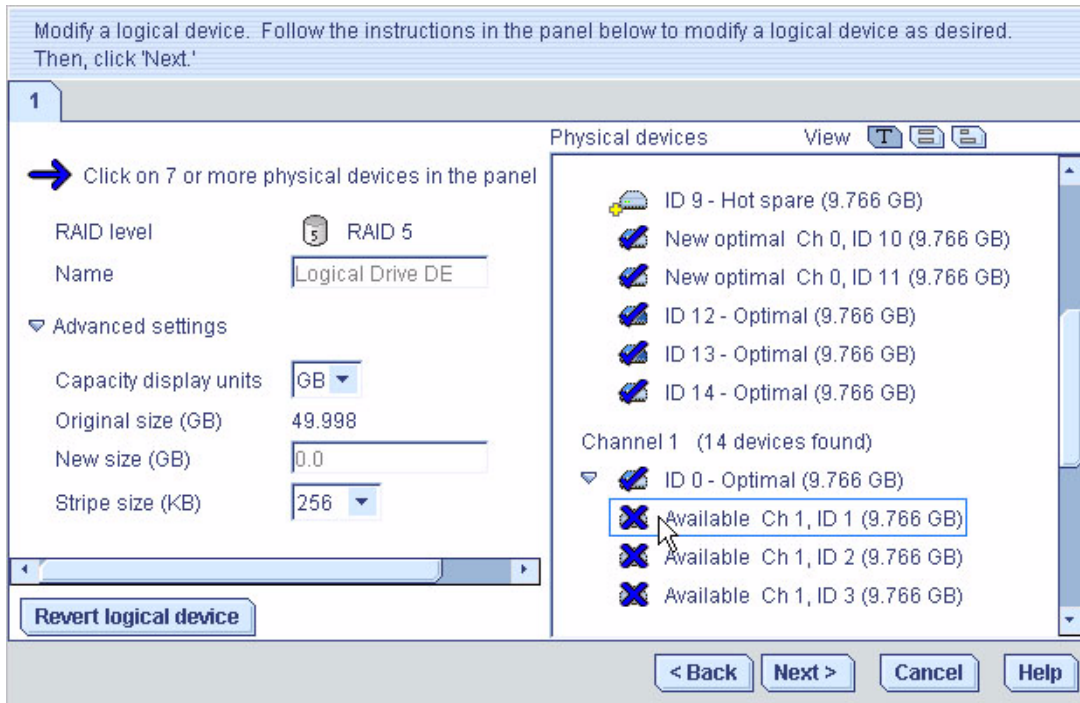 Modify a logical device. Follow the instructions in the panel below to modify a logical device as desired.
Then, click 'Next.'
1
Physical devices View T
Click on 7 or more physical devices in the panel
RAID level 5 RAID 5
Name Logical Drive DE
Advanced settings
Capacity display units GB
Original size (GB) 49.998
New size (GB) 0.0
Stripe size (KB) 256
Revert logical device
ID 9 - Hot spare (9.766 GB)
New optimal Ch 0, ID 10 (9.766 GB)
New optimal Ch 0, ID 11 (9.766 GB)
ID 12 - Optimal (9.766 GB)
ID 13 - Optimal (9.766 GB)
ID 14 - Optimal (9.766 GB)
Channel 1 (14 devices found)
ID 0 - Optimal (9.766 GB)
Available Ch 1, ID 1 (9.766 GB)
Available Ch 1, ID 2 (9.766 GB)
Available Ch 1, ID 3 (9.766 GB)
< Back Next > Cancel Help